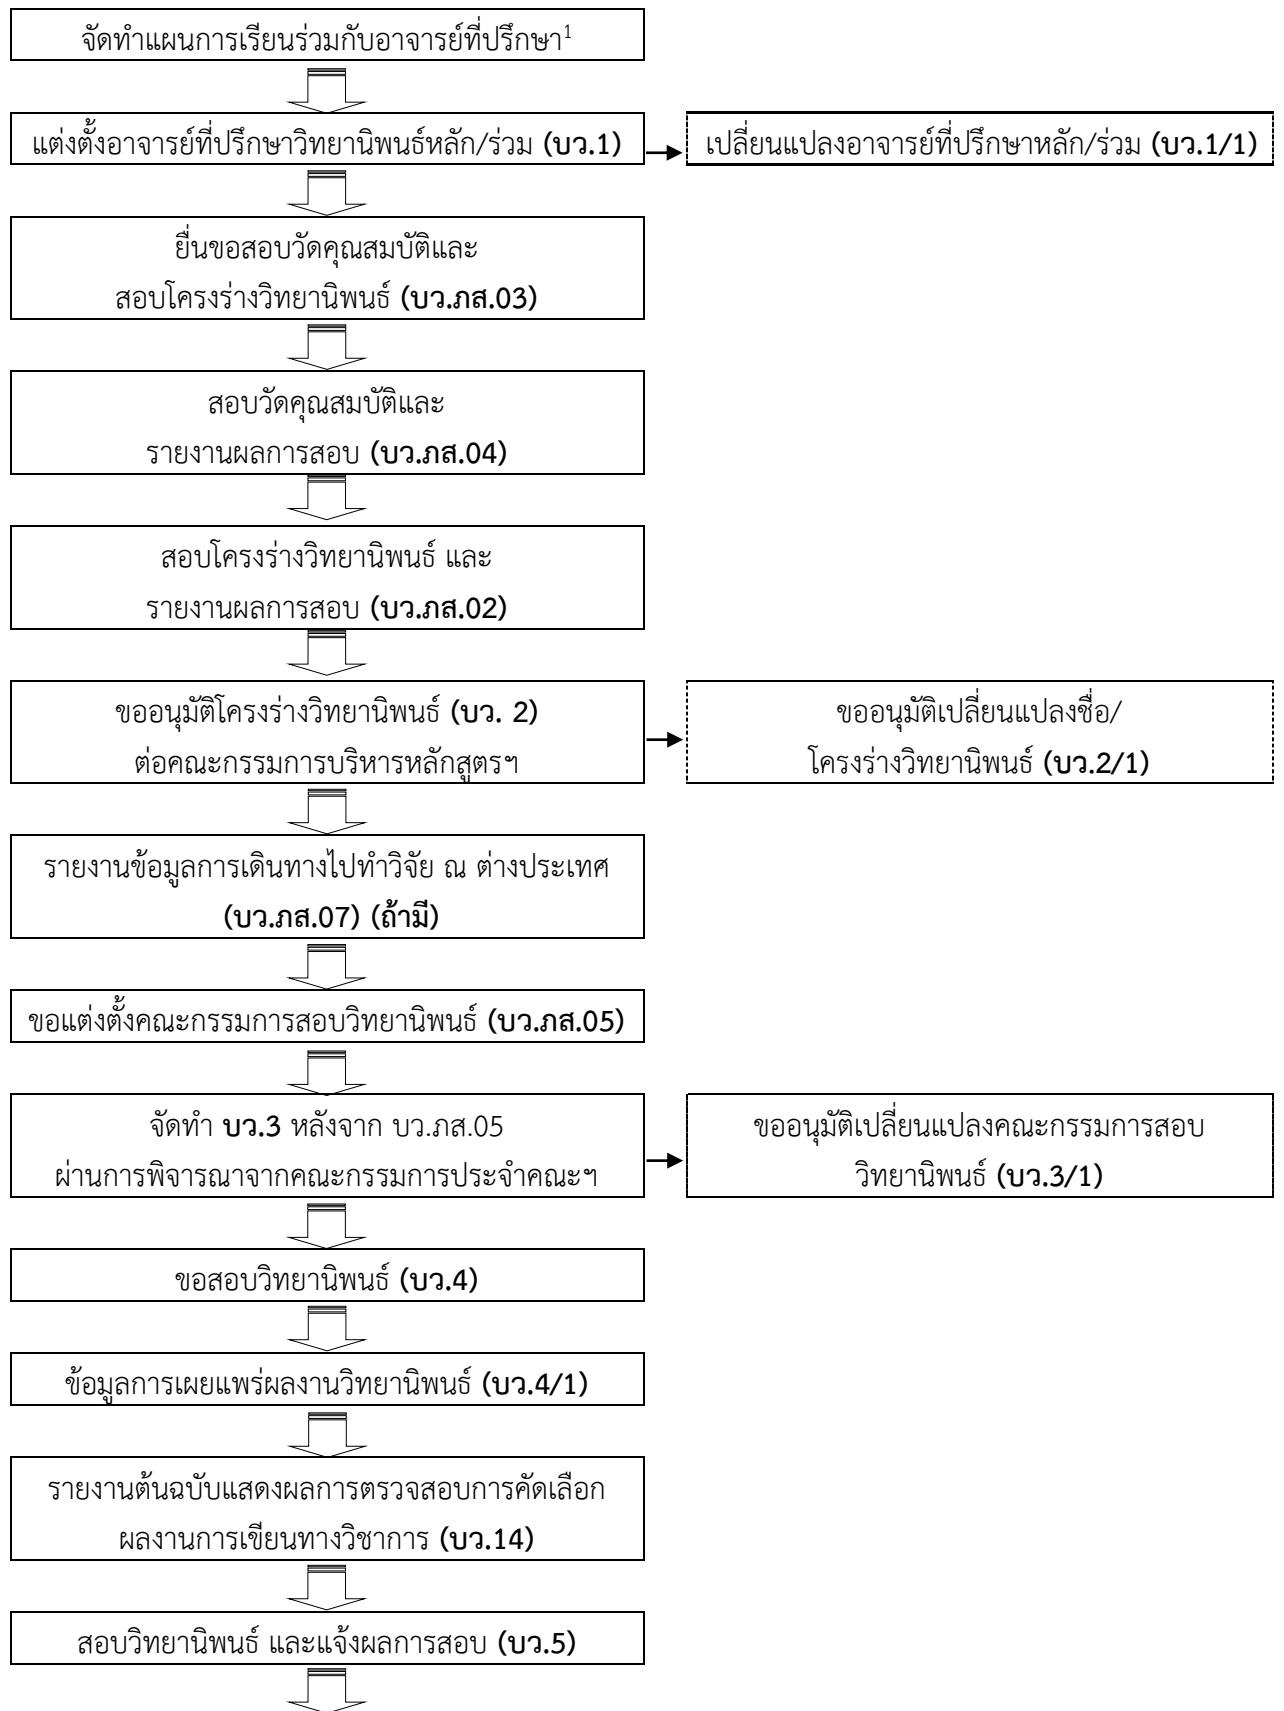 จัดทำแผนการเรียนร่วมกับอาจารย์ที่ปรึกษา¹
แต่งตั้งอาจารย์ที่ปรึกษาวิทยานิพนธ์หลัก/ร่วม (บว.1)
เปลี่ยนแปลงอาจารย์ที่ปรึกษาหลัก/ร่วม (บว.1/1)
ยื่นขอสอบวัดคุณสมบัติและ
สอบโครงร่างวิทยานิพนธ์ (บว.ภส.03)
สอบวัดคุณสมบัติและ
รายงานผลการสอบ (บว.ภส.04)
สอบโครงร่างวิทยานิพนธ์ และ
รายงานผลการสอบ (บว.ภส.02)
ขออนุมัติโครงร่างวิทยานิพนธ์ (บว. 2)
ต่อคณะกรรมการบริหารหลักสูตรฯ
ขออนุมัติเปลี่ยนแปลงชื่อ/
โครงร่างวิทยานิพนธ์ (บว.2/1)
รายงานข้อมูลการเดินทางไปทำวิจัย ณ ต่างประเทศ
(บว.ภส.07) (ถ้ามี)
ขอแต่งตั้งคณะกรรมการสอบวิทยานิพนธ์ (บว.ภส.05)
จัดทำ บว.3 หลังจาก บว.ภส.05
ผ่านการพิจารณาจากคณะกรรมการประจำคณะฯ
ขออนุมัติเปลี่ยนแปลงคณะกรรมการสอบ
วิทยานิพนธ์ (บว.3/1)
ขอสอบวิทยานิพนธ์ (บว.4)
ข้อมูลการเผยแพร่ผลงานวิทยานิพนธ์ (บว.4/1)
รายงานต้นฉบับแสดงผลการตรวจสอบการคัดเลือก
ผลงานการเขียนทางวิชาการ (บว.14)
สอบวิทยานิพนธ์ และแจ้งผลการสอบ (บว.5)